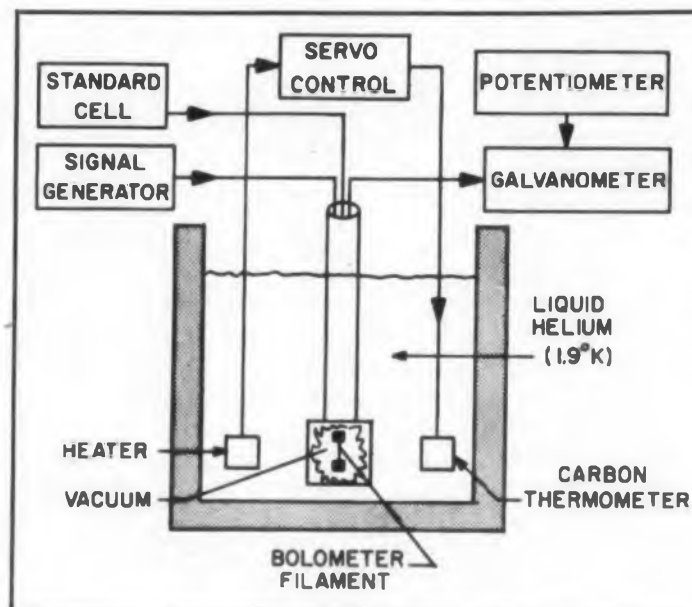 SERVO
CONTROL
STANDARD
CELL
POTENTIOMETER
SIGNAL
GENERATOR
GALVANOMETER
LIQUID
HELIUM
(1.9°K)
HEATER
VACUUM
CARBON
THERMOMETER
BOLOMETER
FILAMENT